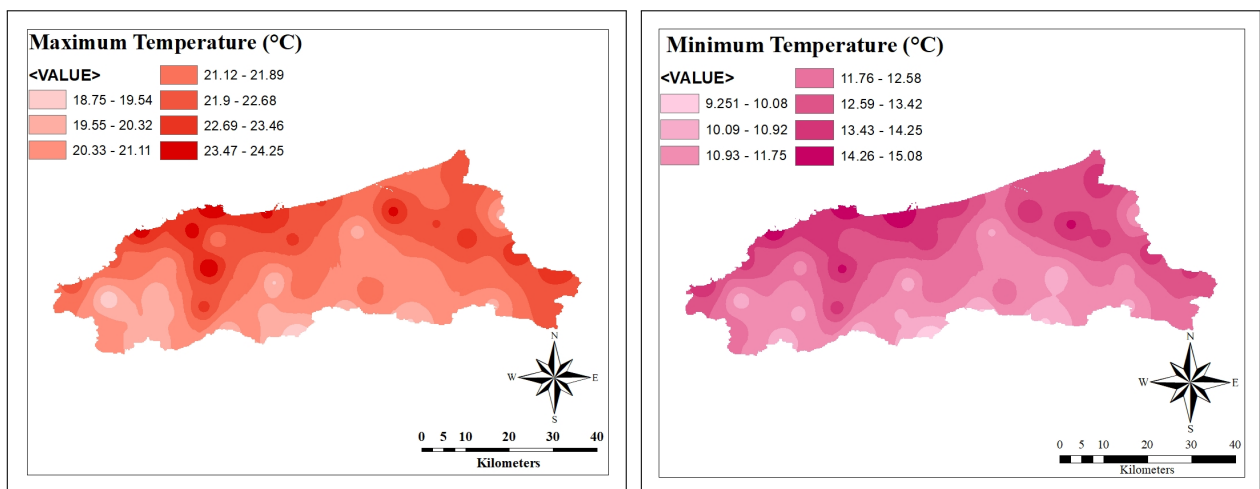 Maximum Temperature (°C)
<VALUE>
18.75 - 19.54
19.55 - 20.32
20.33 - 21.11
21.12 - 21.89
21.9 - 22.68
22.69 - 23.46
23.47 - 24.25
N
W E
S
0 5 10 20 30 40
Kilometers
Minimum Temperature (°C)
<VALUE>
9.251 - 10.08
10.09 - 10.92
10.93 - 11.75
11.76 - 12.58
12.59 - 13.42
13.43 - 14.25
14.26 - 15.08
N
W E
S
0 5 10 20 30 40
Kilometers